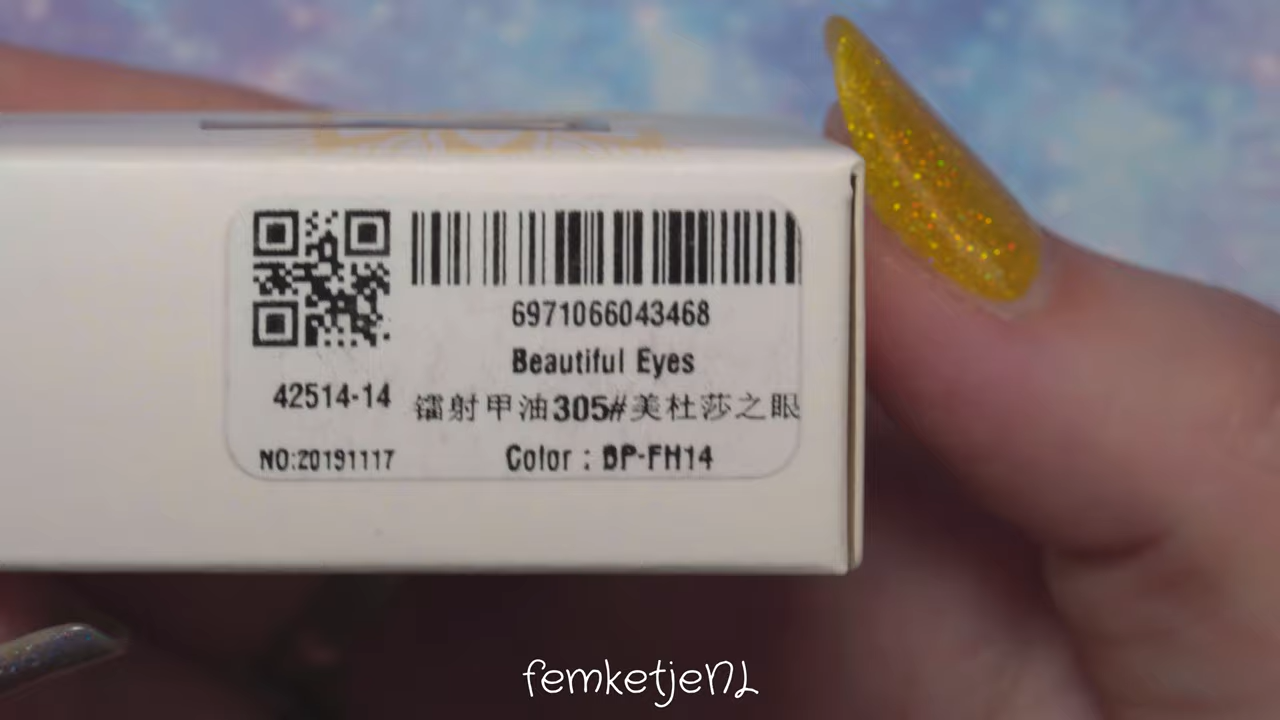 6971066043468
Beautiful Eyes
42514-14
镭射甲油305#美杜莎之眼
NO:20191117
Color : BP-FH14
femketjeNL